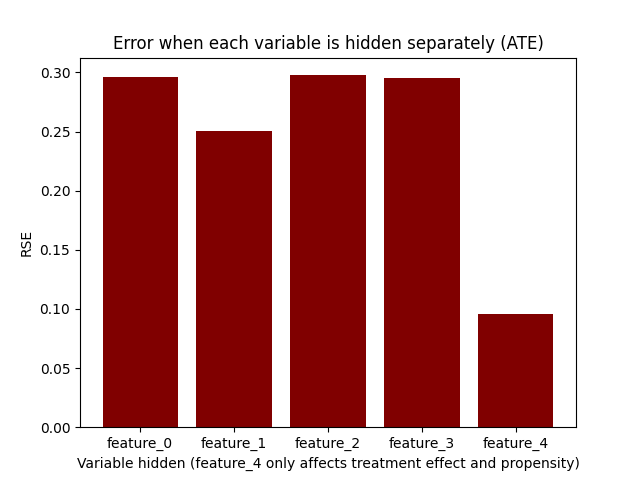 Error when each variable is hidden separately (ATE)
0.30
0.25
0.20
0.15
0.10
0.05
0.00
RSE
feature_0 feature_1 feature_2 feature_3 feature_4
Variable hidden (feature_4 only affects treatment effect and propensity)